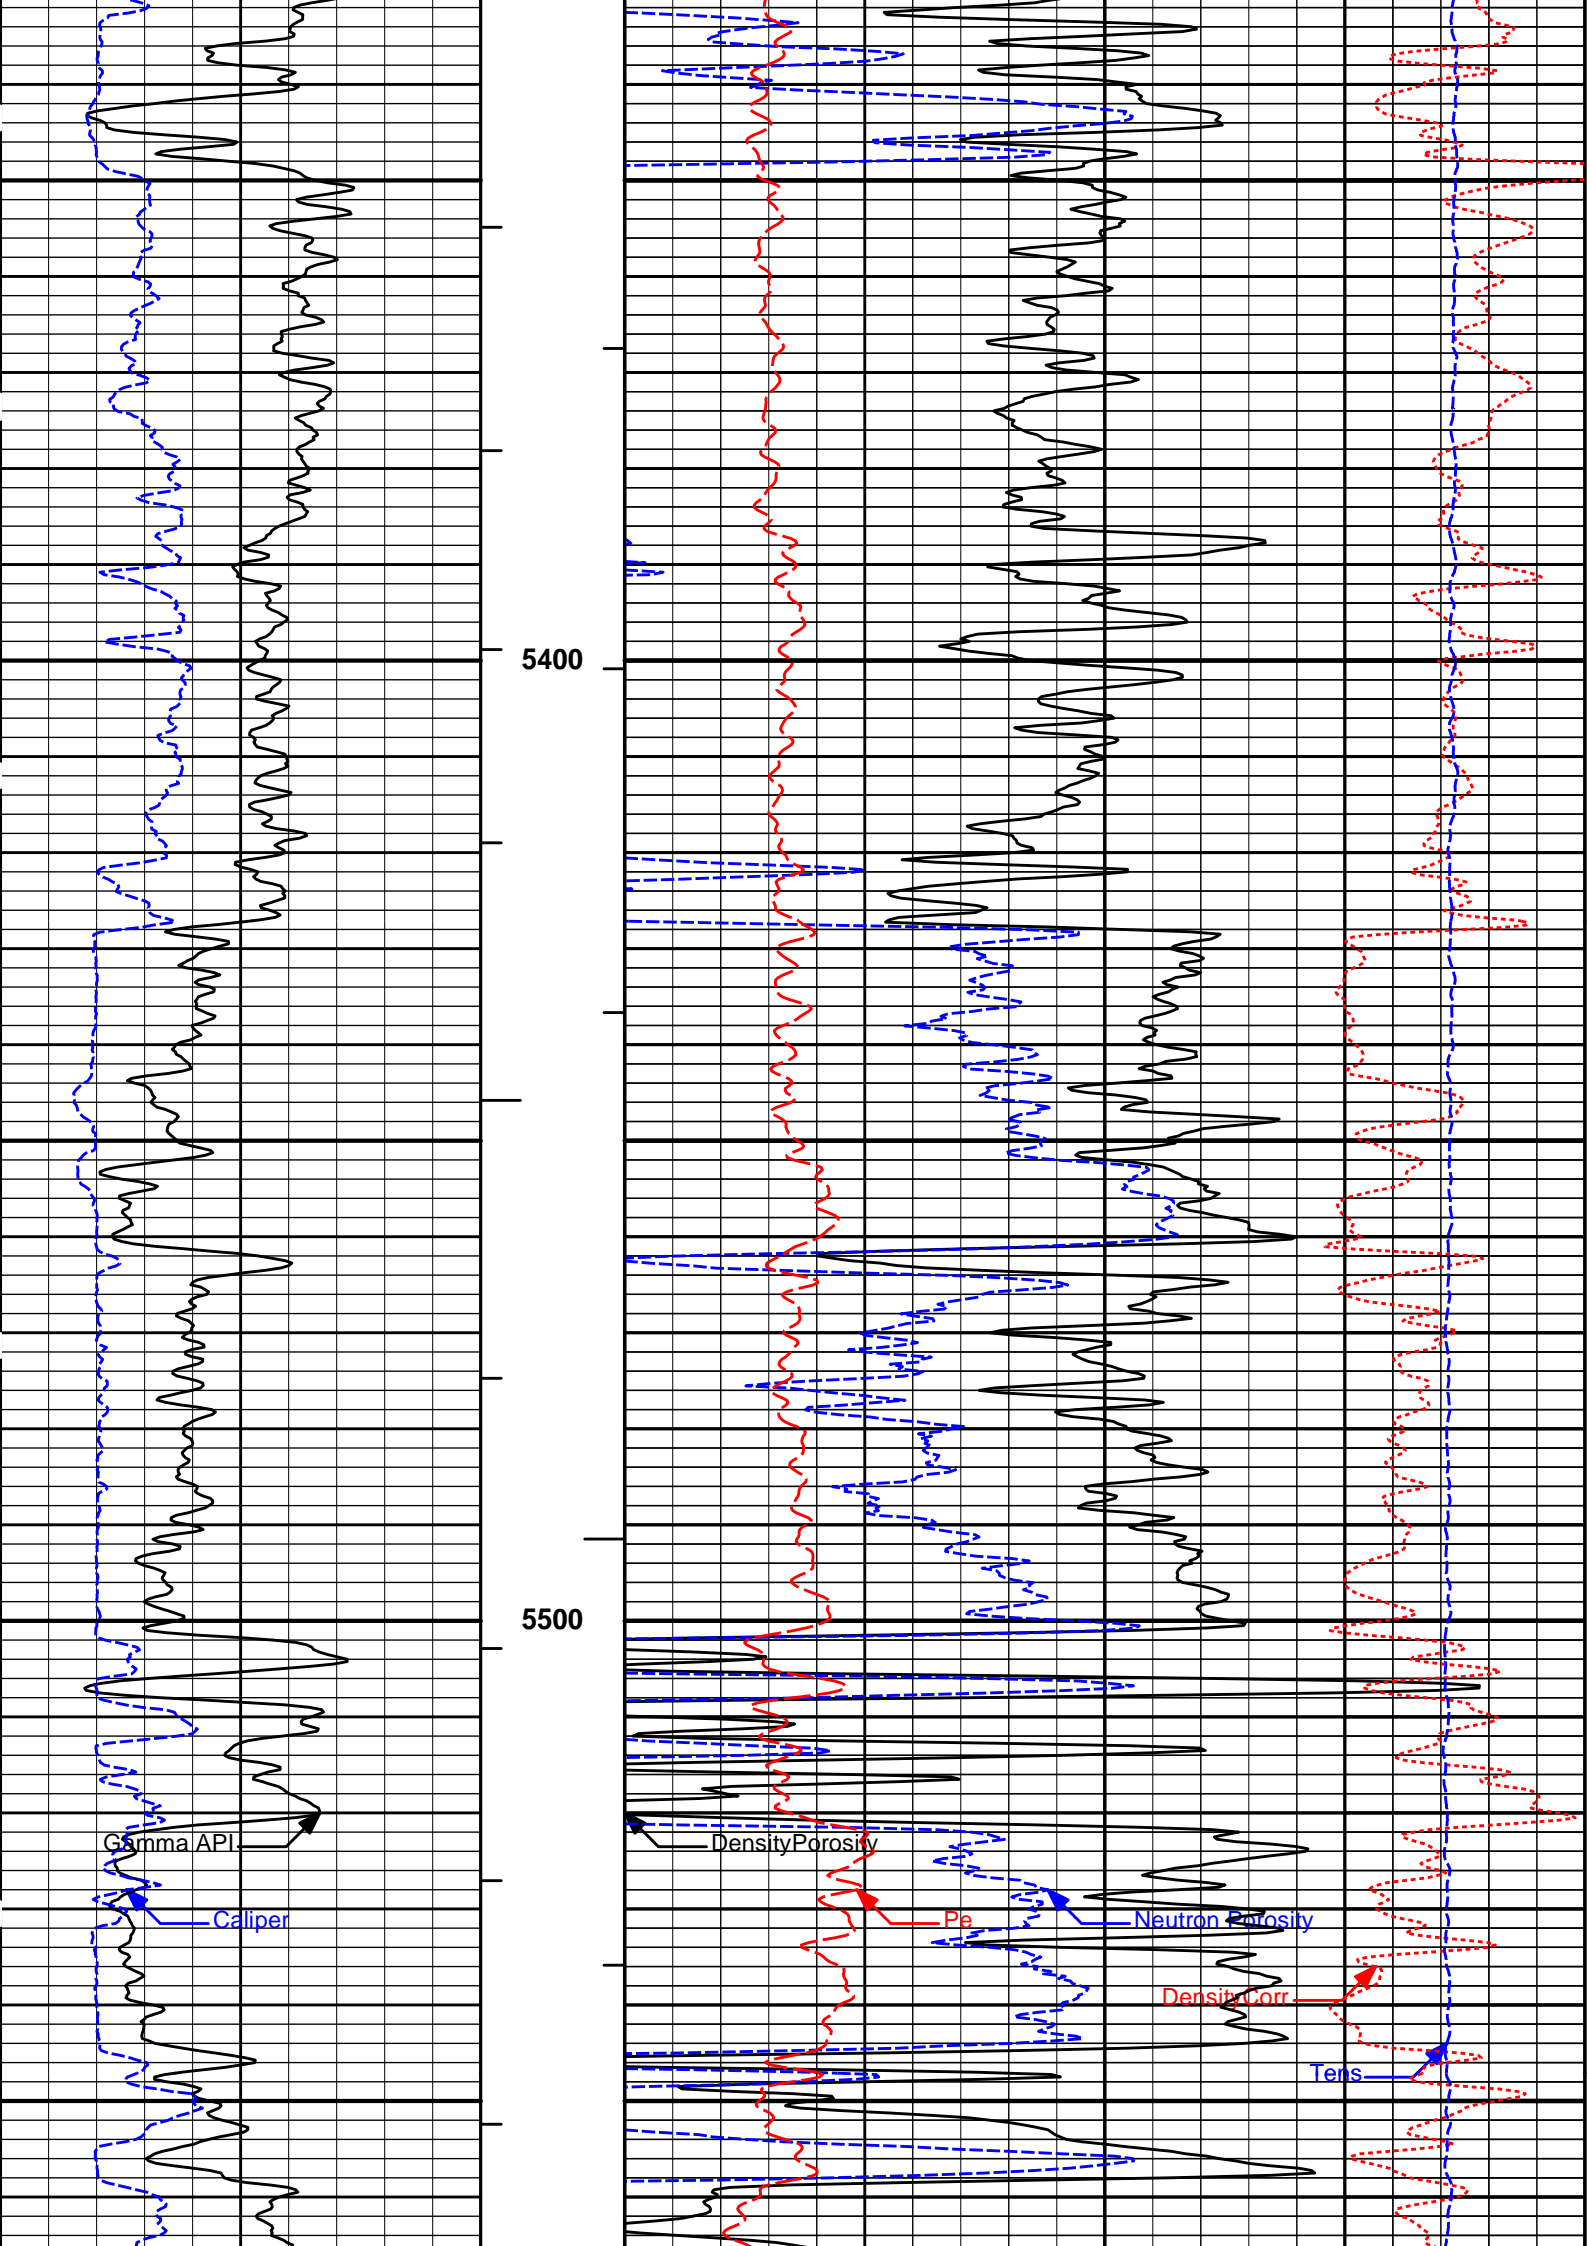 5400
5500
Gamma API
DensityPorosity
Caliper
Pe
Neutron Porosity
DensityCorr
Tens